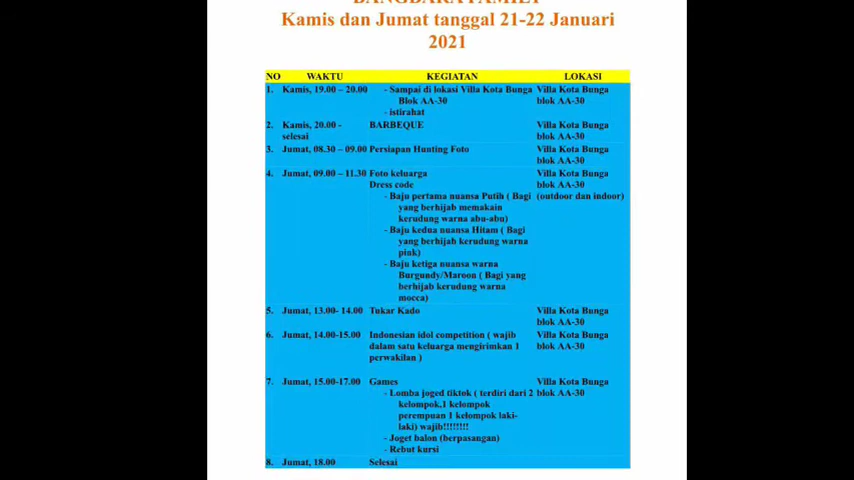 BANGBARA FAMILY
Kamis dan Jumat tanggal 21-22 Januari
2021
NO WAKTU KEGIATAN LOKASI
1. Kamis, 19.00 – 20.00 - Sampai di lokasi Villa Kota Bunga Villa Kota Bunga
Blok AA-30 blok AA-30
- istirahat
2. Kamis, 20.00 - BARBEQUE Villa Kota Bunga
selesai blok AA-30
3. Jumat, 08.30 – 09.00 Persiapan Hunting Foto Villa Kota Bunga
blok AA-30
4. Jumat, 09.00 – 11.30 Foto keluarga Villa Kota Bunga
Dress code blok AA-30
- Baju pertama nuansa Putih ( Bagi (outdoor dan indoor)
yang berhijab memakain
kerudung warna abu-abu)
- Baju kedua nuansa Hitam ( Bagi
yang berhijab kerudung warna
pink)
- Baju ketiga nuansa warna
Burgundy/Maroon ( Bagi yang
berhijab kerudung warna
mocca)
5. Jumat, 13.00- 14.00 Tukar Kado Villa Kota Bunga
blok AA-30
6. Jumat, 14.00-15.00 Indonesian idol competition ( wajib Villa Kota Bunga
dalam satu keluarga mengirimkan 1 blok AA-30
perwakilan )
7. Jumat, 15.00-17.00 Games Villa Kota Bunga
- Lomba joged tiktok ( terdiri dari 2 blok AA-30
kelompok,1 kelompok
perempuan 1 kelompok laki-
laki) wajib!!!!!!!!
- Joget balon (berpasangan)
- Rebut kursi
8. Jumat, 18.00 Selesai